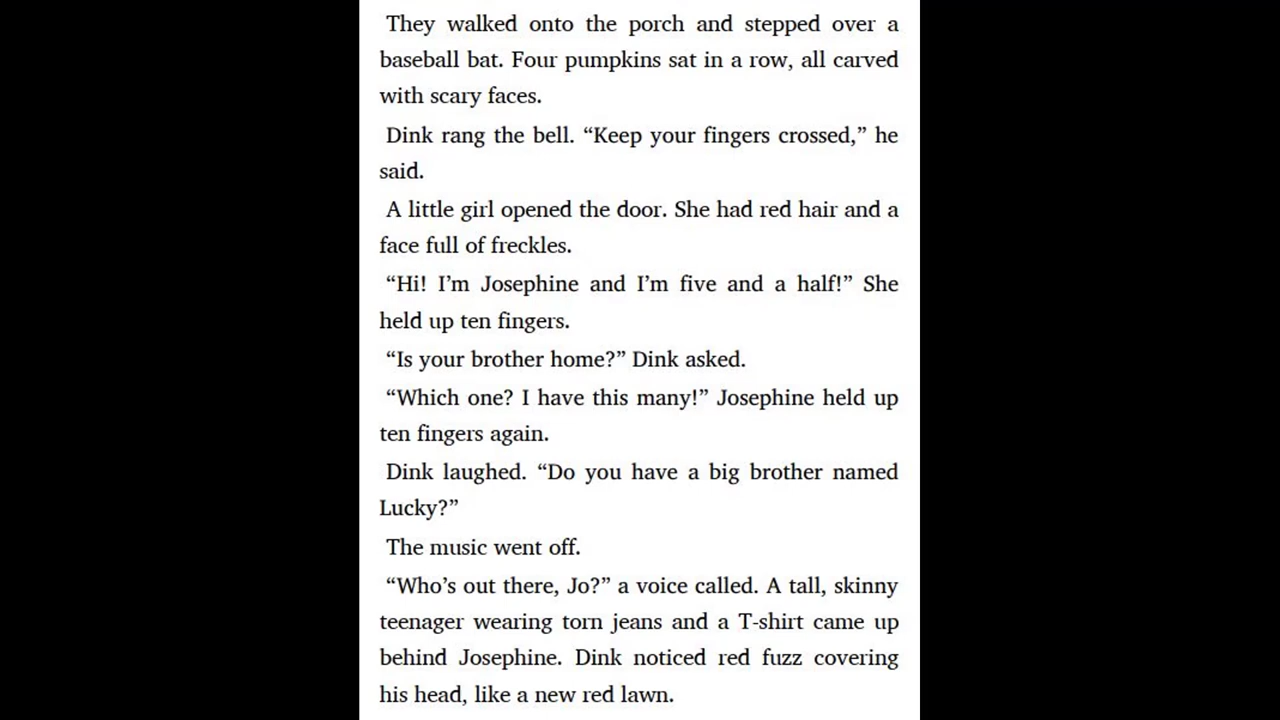 They walked onto the porch and stepped over a
baseball bat. Four pumpkins sat in a row, all carved
with scary faces.
Dink rang the bell. “Keep your fingers crossed,” he
said.
A little girl opened the door. She had red hair and a
face full of freckles.
“Hi! I’m Josephine and I’m five and a half!” She
held up ten fingers.
“Is your brother home?” Dink asked.
“Which one? I have this many!” Josephine held up
ten fingers again.
Dink laughed. “Do you have a big brother named
Lucky?”
The music went off.
“Who’s out there, Jo?” a voice called. A tall, skinny
teenager wearing torn jeans and a T-shirt came up
behind Josephine. Dink noticed red fuzz covering
his head, like a new red lawn.